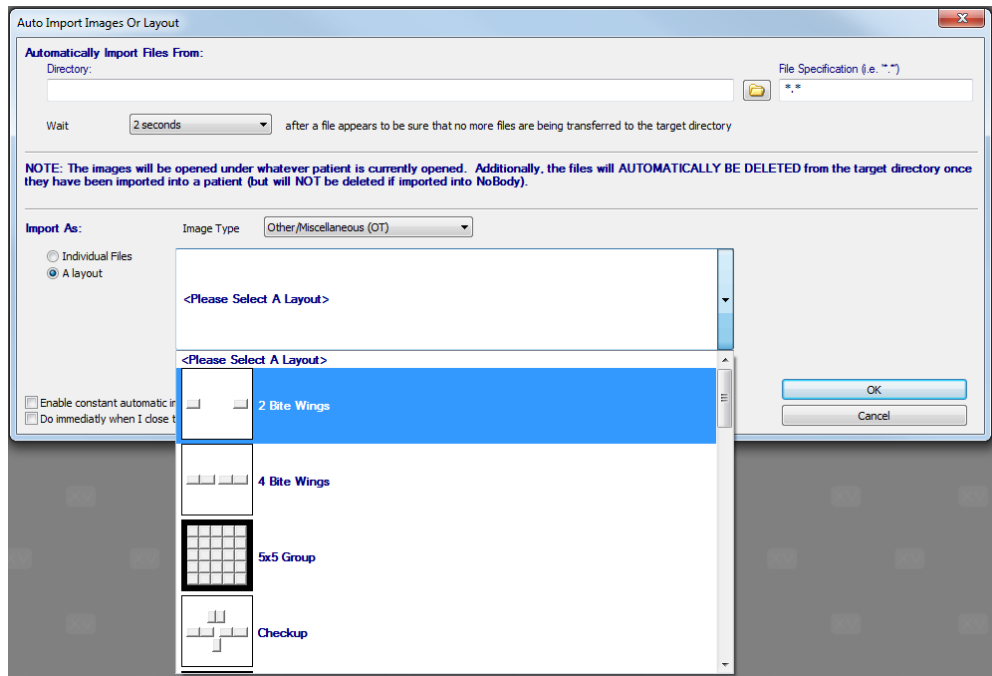 Auto Import Images Or Layout
Automatically Import Files From:
Directory:
File Specification (i.e. "*.*")
*.*
Wait
2 seconds
after a file appears to be sure that no more files are being transferred to the target directory
NOTE: The images will be opened under whatever patient is currently opened. Additionally, the files will AUTOMATICALLY BE DELETED from the target directory once
they have been imported into a patient (but will NOT be deleted if imported into NoBody).
Import As:
Image Type
Other/Miscellaneous (OT)
Individual Files
A layout
<Please Select A Layout>
<Please Select A Layout>
2 Bite Wings
4 Bite Wings
5x5 Group
Checkup
Enable constant automatic
Do immediatly when I close
OK
Cancel